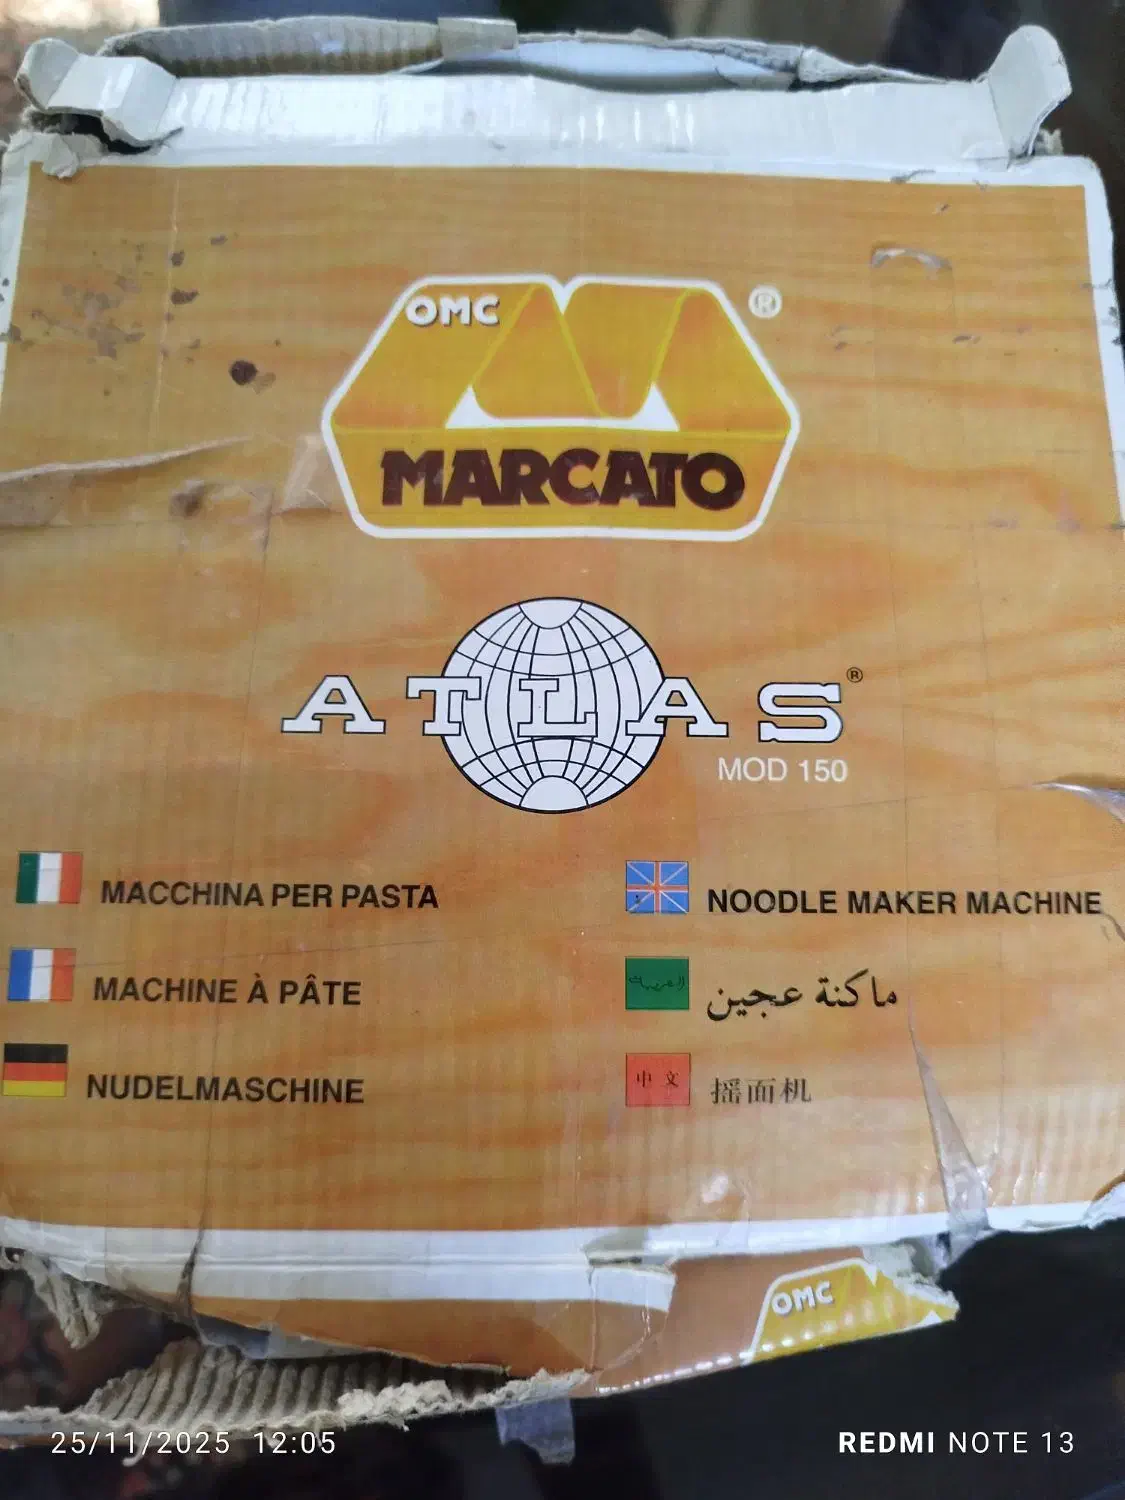 OMC
®
MARCATO
ATLAS®
MOD 150
MACCHINA PER PASTA
MACHINE À PÂTE
NUDELMASCHINE
NOODLE MAKER MACHINE
العربية
ماكنة عجين
中文
摇面机
OMC
25/11/2025 12:05
REDMI NOTE 13